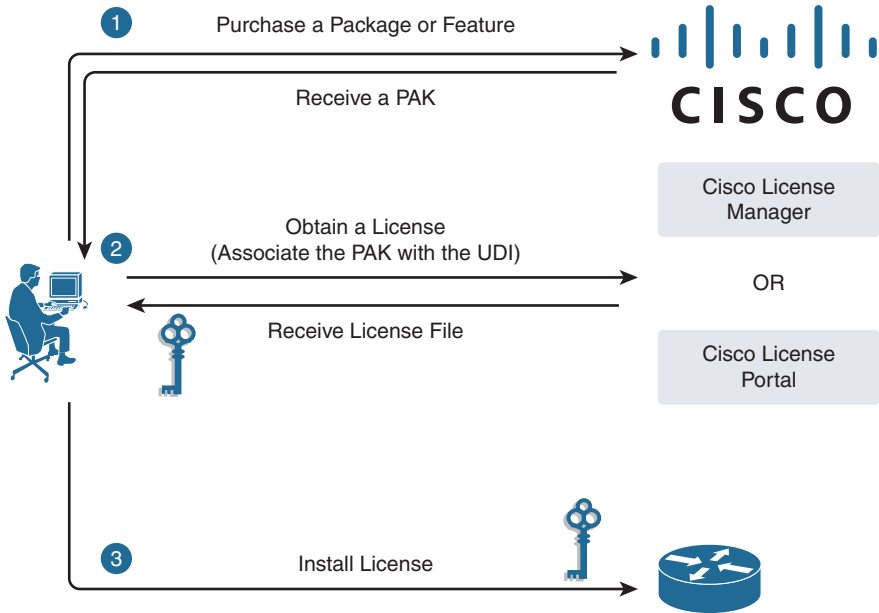 1
Purchase a Package or Feature
Receive a PAK
CISCO
Cisco License
Manager
2
Obtain a License
(Associate the PAK with the UDI)
OR
Receive License File
Cisco License
Portal
3
Install License